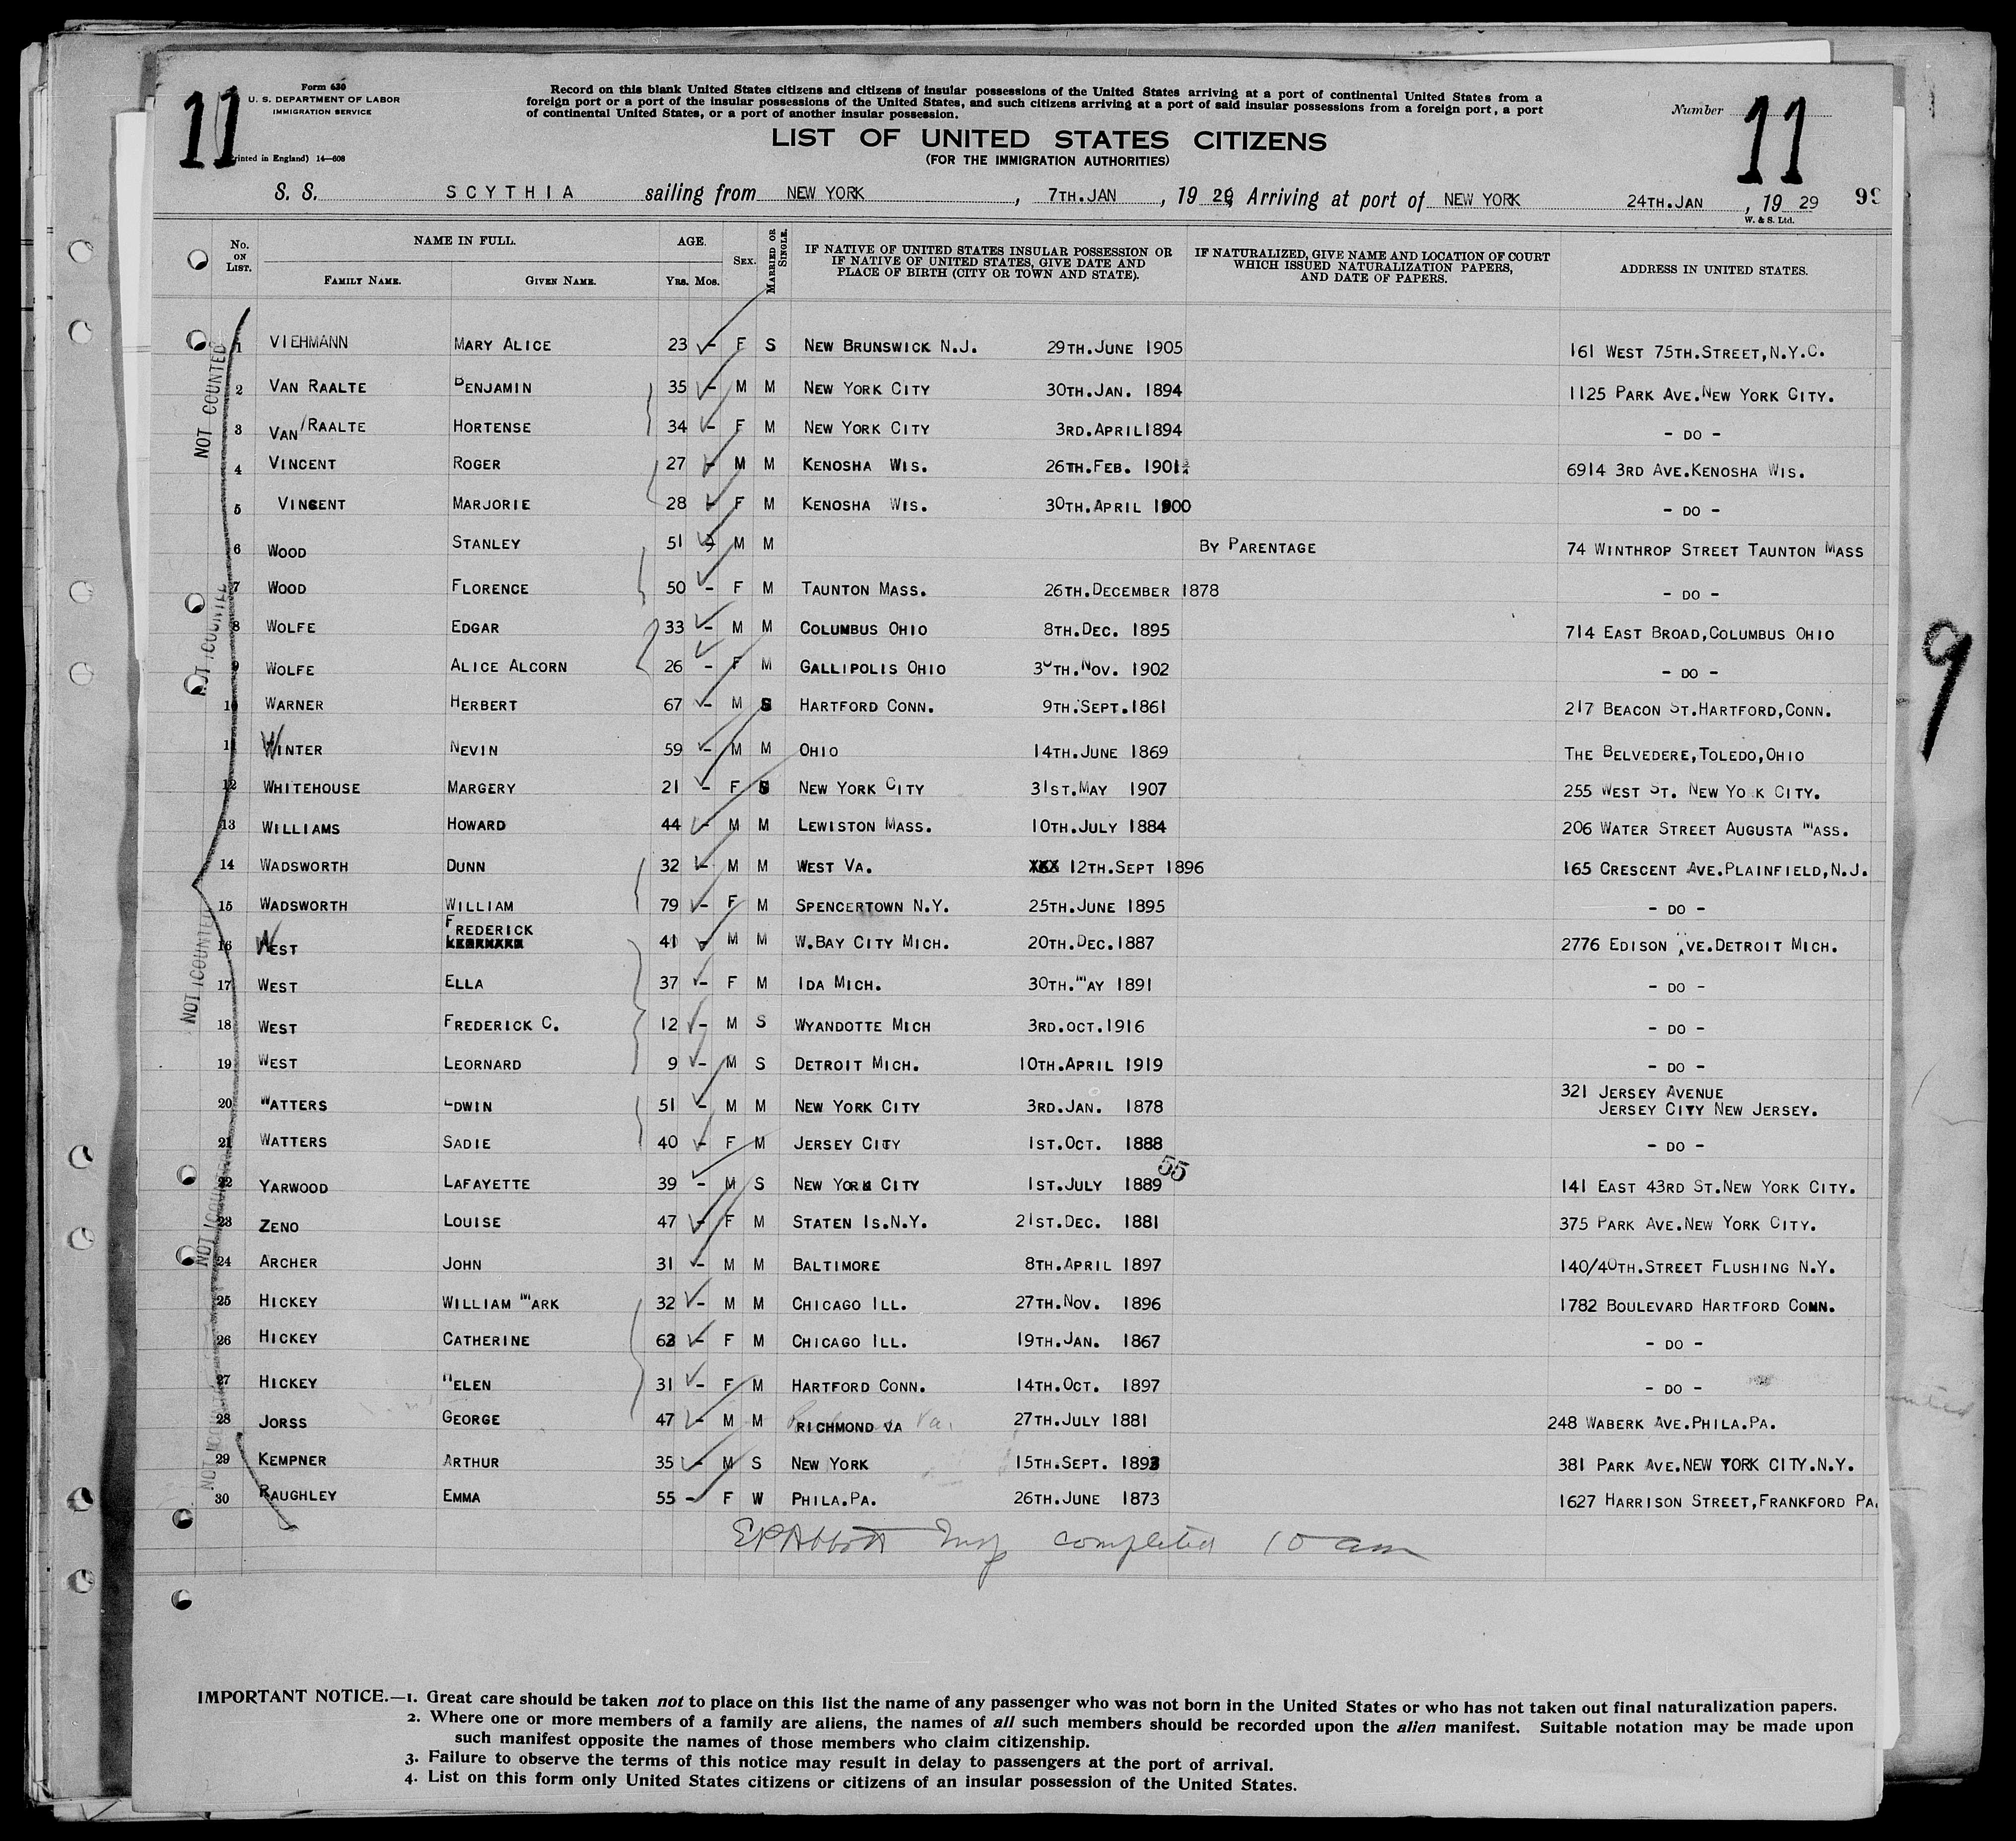 11
Form 630
U. S. DEPARTMENT OF LABOR
IMMIGRATION SERVICE
rinted in England) 14—608
Record on this blank United States citizens and citizens of insular possessions of the United States arriving at a port of continental United States from a
foreign port or a port of the insular possessions of the United States, and such citizens arriving at a port of said insular possessions from a foreign port, a port
of continental United States, or a port of another insular possession.
Number 11
LIST OF UNITED STATES CITIZENS
(FOR THE IMMIGRATION AUTHORITIES)
S. S. SCYTHIA sailing from NEW YORK, 7TH.JAN, 1929, Arriving at port of NEW YORK 24TH.JAN, 19 29
W. & S. Ltd.
99
No. ON LIST. NAME IN FULL. FAMILY NAME. GIVEN NAME. AGE. YRS. MOS. SEX. MARRIED OR SINGLE. IF NATIVE OF UNITED STATES INSULAR POSSESSION OR IF NATIVE OF UNITED STATES, GIVE DATE AND PLACE OF BIRTH (CITY OR TOWN AND STATE). IF NATURALIZED, GIVE NAME AND LOCATION OF COURT WHICH ISSUED NATURALIZATION PAPERS, AND DATE OF PAPERS. ADDRESS IN UNITED STATES.
1 VIEHMANN MARY ALICE 23 – F S NEW BRUNSWICK N.J. 29TH.JUNE 1905 161 WEST 75TH.STREET,N.Y.C.
2 VAN RAALTE BENJAMIN 35 – M M NEW YORK CITY 30TH.JAN. 1894 1125 PARK AVE.NEW YORK CITY.
3 VAN/RAALTE HORTENSE 34 – F M NEW YORK CITY 3RD.APRIL1894 – DO –
4 VINCENT ROGER 27 – M M KENOSHA WIS. 26TH.FEB. 1901 6914 3RD AVE.KENOSHA WIS.
5 VINCENT MARJORIE 28 – F M KENOSHA WIS. 30TH.APRIL 1900 – DO –
6 WOOD STANLEY 51 9 M M BY PARENTAGE 74 WINTHROP STREET TAUNTON MASS
7 WOOD FLORENCE 50 – F M TAUNTON MASS. 26TH.DECEMBER 1878 – DO –
8 WOLFE EDGAR 33 – M M COLUMBUS OHIO 8TH.DEC. 1895 714 EAST BROAD,COLUMBUS OHIO
9 WOLFE ALICE ALCORN 26 – F M GALLIPOLIS OHIO 30TH.NOV. 1902 – DO –
10 WARNER HERBERT 67 – M S HARTFORD CONN. 9TH.SEPT.1861 217 BEACON ST.HARTFORD,CONN.
11 WINTER NEVIN 59 – M M OHIO 14TH.JUNE 1869 THE BELVEDERE,TOLEDO,OHIO
12 WHITEHOUSE MARGERY 21 – F S NEW YORK CITY 31ST.MAY 1907 255 WEST ST. NEW YO K CITY.
13 WILLIAMS HOWARD 44 – M M LEWISTON MASS. 10TH.JULY 1884 206 WATER STREET AUGUSTA MASS.
14 WADSWORTH DUNN 32 – M M WEST VA. XXX 12TH.SEPT 1896 165 CRESCENT AVE.PLAINFIELD,N.J.
15 WADSWORTH WILLIAM 79 – F M SPENCERTOWN N.Y. 25TH.JUNE 1895 – DO –
16 WEST FREDERICK 41 – M M W.BAY CITY MICH. 20TH.DEC.1887 2776 EDISON AVE.DETROIT MICH.
17 WEST ELLA 37 – F M IDA MICH. 30TH.MAY 1891 – DO –
18 WEST FREDERICK C. 12 – M S WYANDOTTE MICH 3RD.OCT.1916 – DO –
19 WEST LEORNARD 9 – M S DETROIT MICH. 10TH.APRIL 1919 – DO –
20 WATTERS EDWIN 51 – M M NEW YORK CITY 3RD.JAN. 1878 321 JERSEY AVENUE
JERSEY CITY NEW JERSEY.
21 WATTERS SADIE 40 – F M JERSEY CITY 1ST.OCT. 1888 – DO –
55
22 YARWOOD LAFAYETTE 39 – M S NEW YORK CITY 1ST.JULY 1889 141 EAST 43RD ST.NEW YORK CITY.
23 ZENO LOUISE 47 – F M STATEN IS.N.Y. 21ST.DEC. 1881 375 PARK AVE.NEW YORK CITY.
24 ARCHER JOHN 31 – M M BALTIMORE 8TH.APRIL 1897 140/40TH.STREET FLUSHING N.Y.
25 HICKEY WILLIAM MARK 32 – M M CHICAGO ILL. 27TH.NOV. 1896 1782 BOULEVARD HARTFORD CONN.
26 HICKEY CATHERINE 62 – F M CHICAGO ILL. 19TH.JAN. 1867 – DO –
27 HICKEY HELEN 31 – F M HARTFORD CONN. 14TH.OCT. 1897 – DO –
28 JORSS GEORGE 47 – M M RICHMOND VA 27TH.JULY 1881 248 WABERK AVE.PHILA.PA.
29 KEMPNER ARTHUR 35 – M S NEW YORK 15TH.SEPT. 1893 381 PARK AVE.NEW YORK CITY.N.Y.
30 RAUGHLEY EMMA 55 – F W PHILA.PA. 26TH.JUNE 1873 1627 HARRISON STREET,FRANKFORD PA.
NOT COUNTED
NOT COUNTED
NOT COUNTED
NOT COUNTED
NOT COUNTED
9
EPAbbott Insp completed 10 am
IMPORTANT NOTICE.—1. Great care should be taken not to place on this list the name of any passenger who was not born in the United States or who has not taken out final naturalization papers.
2. Where one or more members of a family are aliens, the names of all such members should be recorded upon the alien manifest. Suitable notation may be made upon
such manifest opposite the names of those members who claim citizenship.
3. Failure to observe the terms of this notice may result in delay to passengers at the port of arrival.
4. List on this form only United States citizens or citizens of an insular possession of the United States.